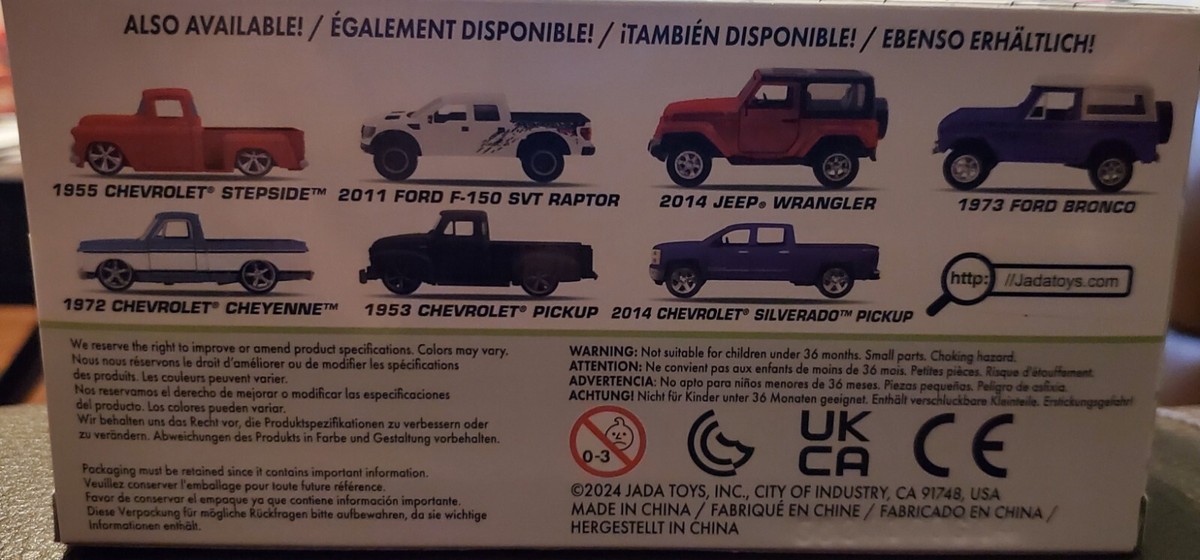 ALSO AVAILABLE! / ÉGALEMENT DISPONIBLE! / ¡TAMBIÉN DISPONIBLE! / EBENSO ERHÄLTLICH!
1955 CHEVROLET® STEPSIDE™ 2011 FORD F-150 SVT RAPTOR 2014 JEEP® WRANGLER 1973 FORD BRONCO
http: //Jadatoys.com
1972 CHEVROLET® CHEYENNE™ 1953 CHEVROLET® PICKUP 2014 CHEVROLET® SILVERADO™ PICKUP
We reserve the right to improve or amend product specifications. Colors may vary.
Nous nous réservons le droit d'améliorer ou de modifier les spécifications
des produits. Les couleurs peuvent varier.
Nos reservamos el derecho de mejorar o modificar las especificaciones
del producto. Los colores pueden variar.
Wir behalten uns das Recht vor, die Produktspezifikationen zu verbessern oder
zu verändern. Abweichungen des Produkts in Farbe und Gestaltung vorbehalten.
Packaging must be retained since it contains important information.
Veuillez conserver l'emballage pour toute future référence.
Favor de conservar el empaque ya que contiene información importante.
Diese Verpackung für mögliche Rückfragen bitte aufbewahren, da sie wichtige
Informationen enthält.
WARNING: Not suitable for children under 36 months. Small parts. Choking hazard.
ATTENTION: Ne convient pas aux enfants de moins de 36 mois. Petites pièces. Risque d'étouffement.
ADVERTENCIA: No apto para niños menores de 36 meses. Piezas pequeñas. Peligro de asfixia.
ACHTUNG! Nicht für Kinder unter 36 Monaten geeignet. Enthält verschluckbare Kleinteile. Erstickungsgefahr!
0-3
UK
CA
CE
©2024 JADA TOYS, INC., CITY OF INDUSTRY, CA 91748, USA
MADE IN CHINA / FABRIQUÉ EN CHINE / FABRICADO EN CHINA /
HERGESTELLT IN CHINA